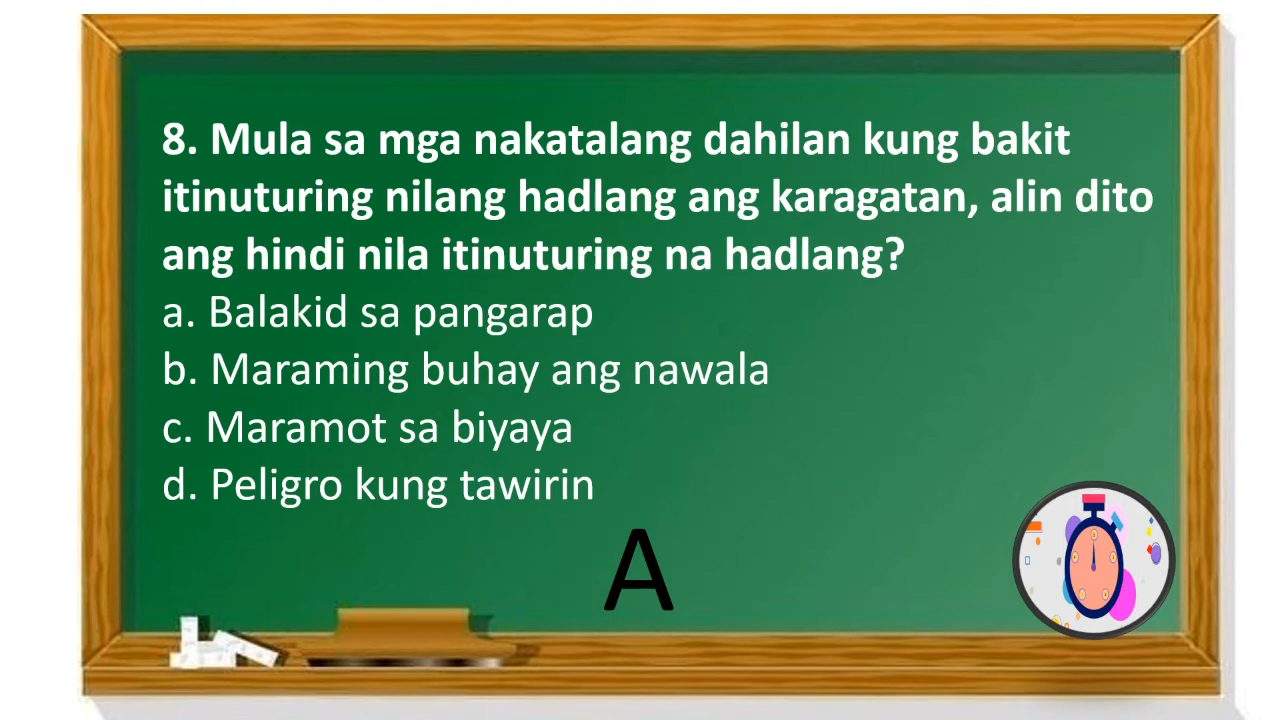 8. Mula sa mga nakatalang dahilan kung bakit
itinuturing nilang hadlang ang karagatan, alin dito
ang hindi nila itinuturing na hadlang?
a. Balakid sa pangarap
b. Maraming buhay ang nawala
c. Maramot sa biyaya
d. Peligro kung tawirin
A